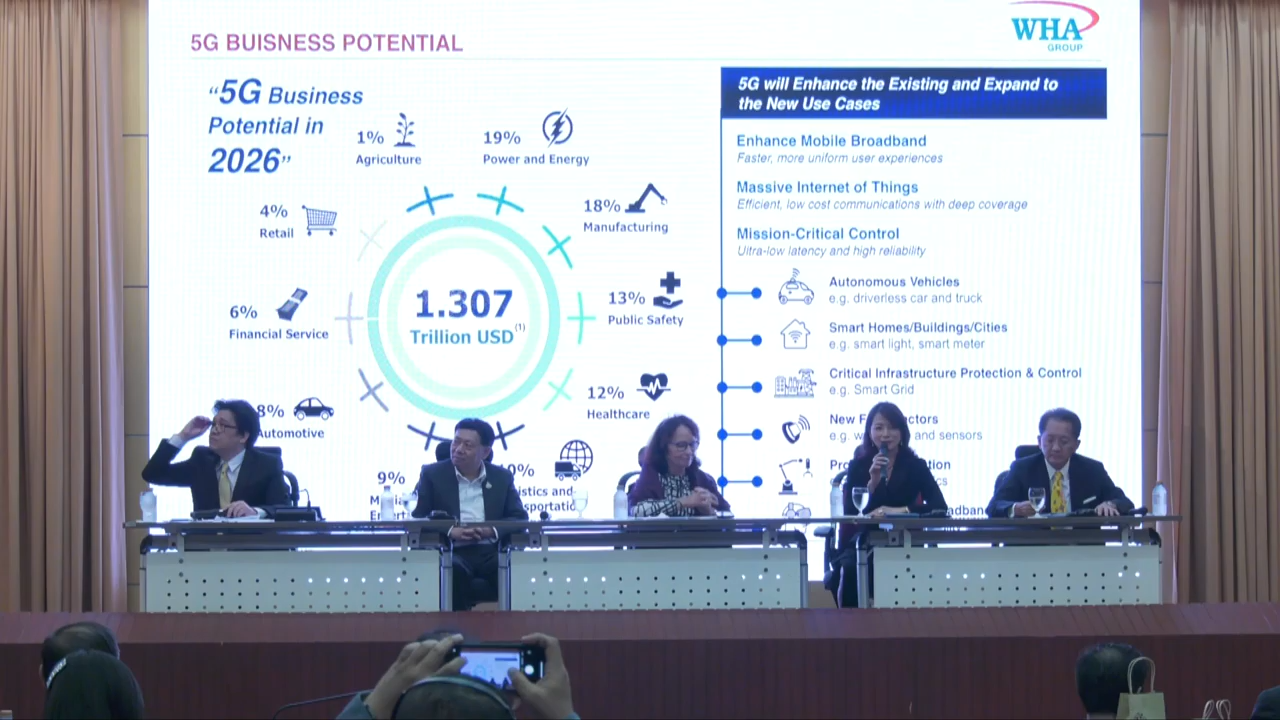 5G BUISNESS POTENTIAL
WHA
GROUP
"5G Business
Potential in
2026"
1%
Agriculture
19%
Power and Energy
4%
Retail
18%
Manufacturing
6%
Financial Service
13%
Public Safety
1.307
Trillion USD(1)
12%
Healthcare
8%
Automotive
9%
5G will Enhance the Existing and Expand to
the New Use Cases
Enhance Mobile Broadband
Faster, more uniform user experiences
Massive Internet of Things
Efficient, low cost communications with deep coverage
Mission-Critical Control
Ultra-low latency and high reliability
Autonomous Vehicles
e.g. driverless car and truck
Smart Homes/Buildings/Cities
e.g. smart light, smart meter
Critical Infrastructure Protection & Control
e.g. Smart Grid
New
e.g. and sensors